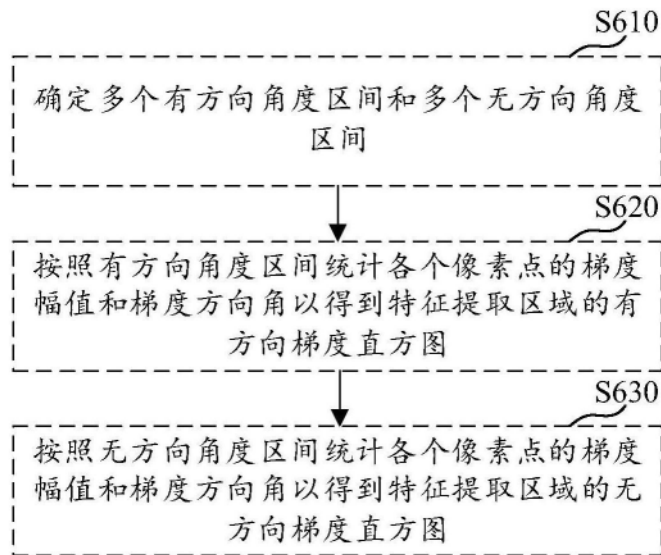 S610
确定多个有方向角度区间和多个无方向角度
区间
S620
按照有方向角度区间统计各个像素点的梯度
幅值和梯度方向角以得到特征提取区域的有
方向梯度直方图
S630
按照无方向角度区间统计各个像素点的梯度
幅值和梯度方向角以得到特征提取区域的无
方向梯度直方图